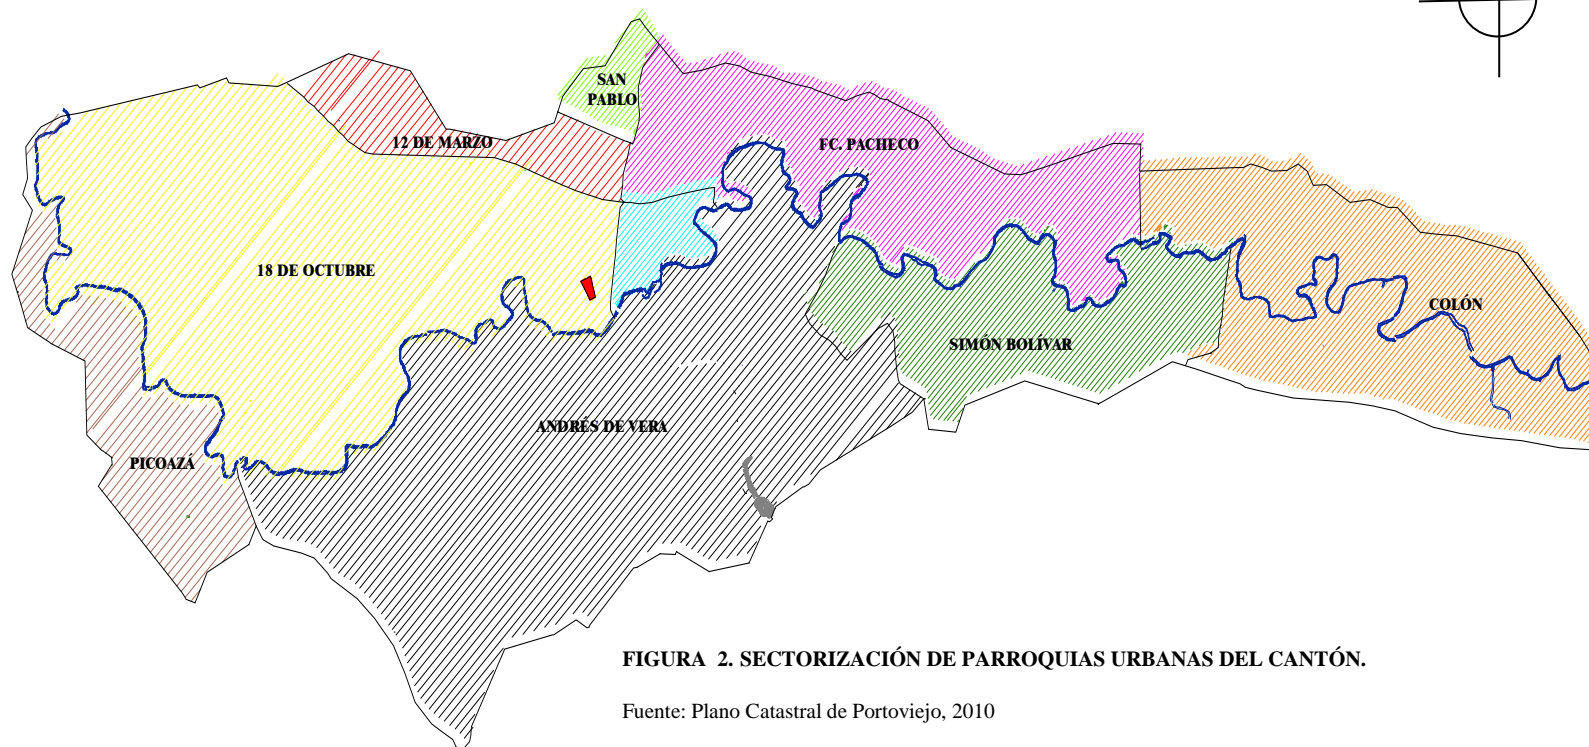 SAN
PABLO
12 DE MARZO
FC. PACHECO
18 DE OCTUBRE
COLÓN
SIMÓN BOLÍVAR
ANDRÉS DE VERA
PICOAZÁ
FIGURA 2. SECTORIZACIÓN DE PARROQUIAS URBANAS DEL CANTÓN.
Fuente: Plano Catastral de Portoviejo, 2010